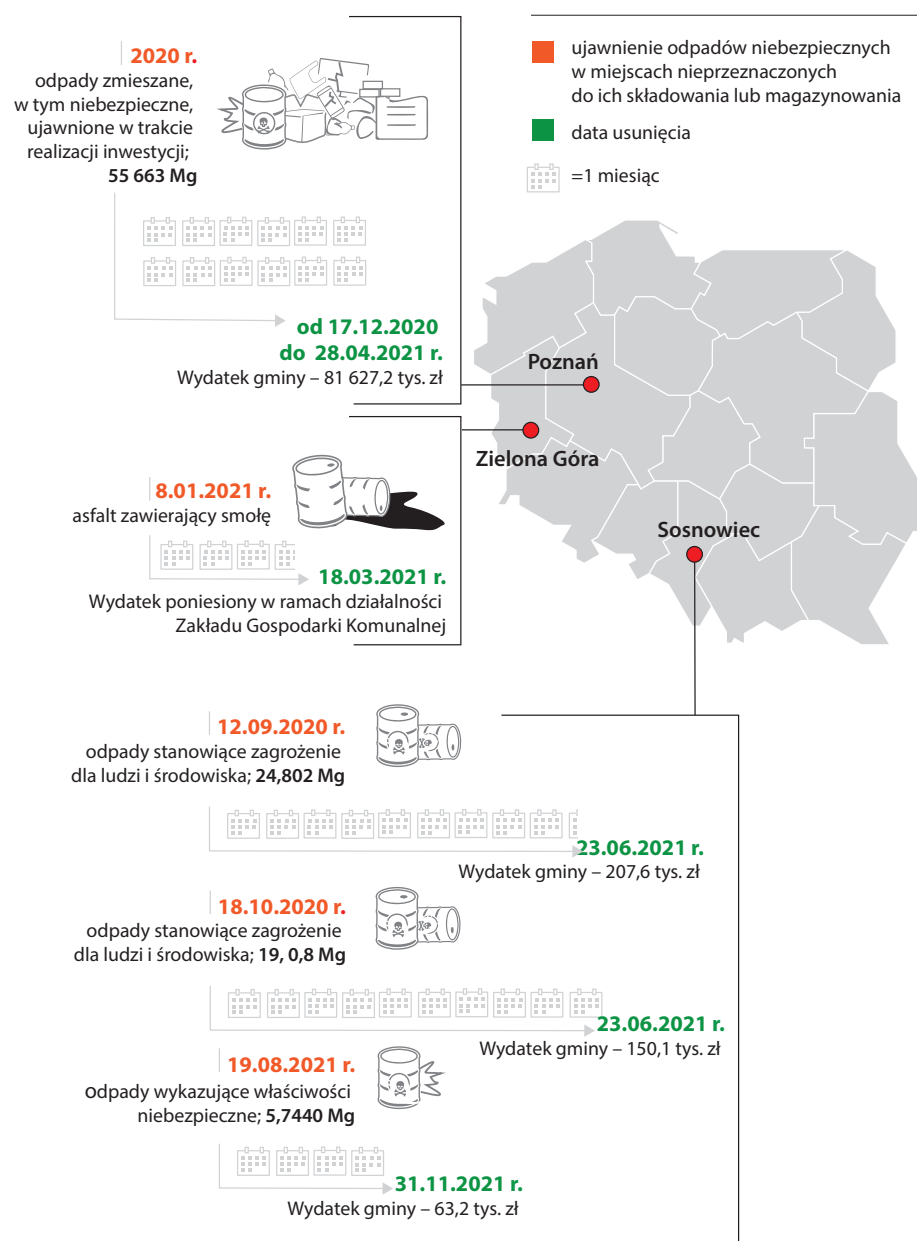 2020 r.
odpady zmieszane,
w tym niebezpieczne,
ujawnione w trakcie
realizacji inwestycji;
55 663 Mg
od 17.12.2020
do 28.04.2021 r.
Wydatek gminy – 81 627,2 tys. zł
ujawnienie odpadów niebezpiecznych
w miejscach nieprzeznaczonych
do ich składowania lub magazynowania
data usunięcia
=1 miesiąc
Poznań
Zielona Góra
Sosnowiec
8.01.2021 r.
asfalt zawierający smołę
18.03.2021 r.
Wydatek poniesiony w ramach działalności
Zakładu Gospodarki Komunalnej
12.09.2020 r.
odpady stanowiące zagrożenie
dla ludzi i środowiska; 24,802 Mg
23.06.2021 r.
Wydatek gminy – 207,6 tys. zł
18.10.2020 r.
odpady stanowiące zagrożenie
dla ludzi i środowiska; 19, 0,8 Mg
23.06.2021 r.
Wydatek gminy – 150,1 tys. zł
19.08.2021 r.
odpady wykazujące właściwości
niebezpieczne; 5,7440 Mg
31.11.2021 r.
Wydatek gminy – 63,2 tys. zł